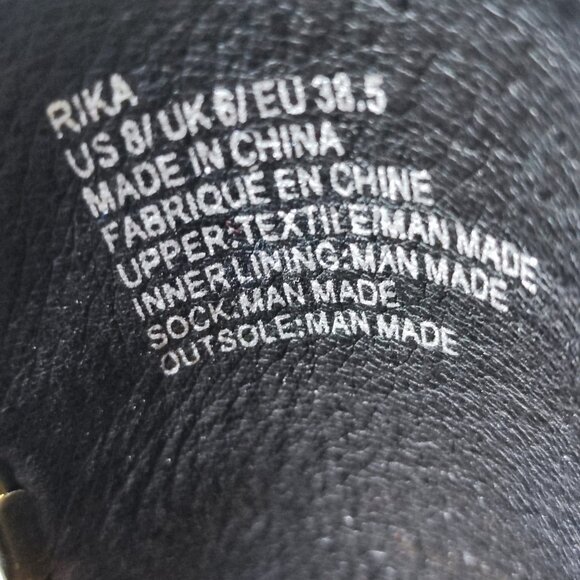 RIKA
US 8/ UK 6/ EU 38.5
MADE IN CHINA
FABRIQUÉ EN CHINE
UPPER:TEXTILE/MAN MADE
INNER LINING:MAN MADE
SOCK:MAN MADE
OUTSOLE:MAN MADE